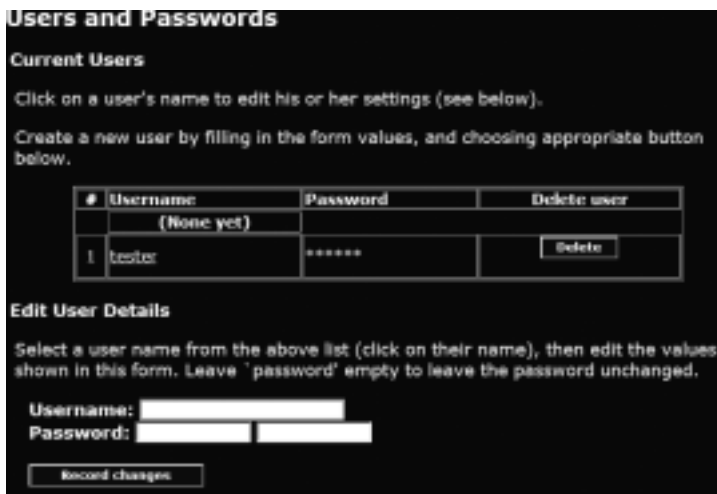 Users and Passwords
Current Users
Click on a user's name to edit his or her settings (see below).
Create a new user by filling in the form values, and choosing appropriate button
below.
# Username Password Delete user
(None yet)
1 tester ****** Delete
Edit User Details
Select a user name from the above list (click on their name), then edit the values
shown in this form. Leave `password' empty to leave the password unchanged.
Username:
Password:
Record changes